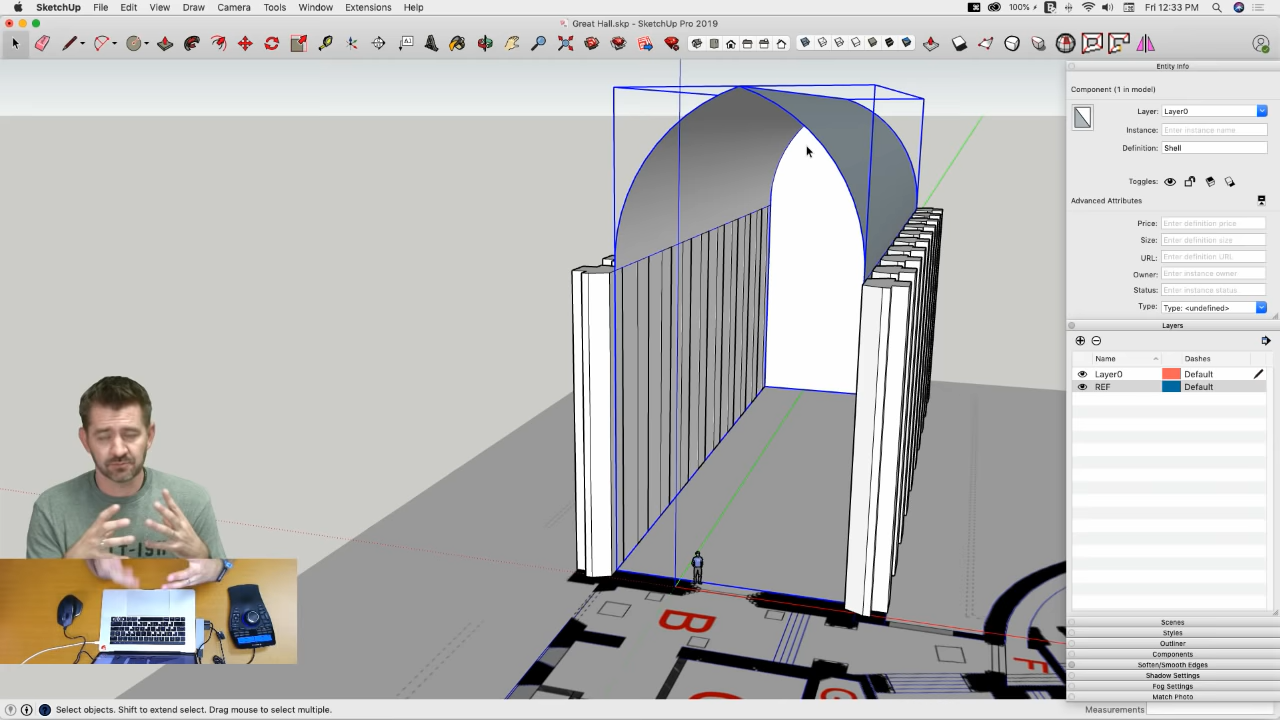 SketchUp File Edit View Draw Camera Tools Window Extensions Help 100% Fri 12:33 PM
Great Hall.skp - SketchUp Pro 2019
Entity Info
Component (1 in model)
Layer: Layer0
Instance: Enter instance name
Definition: Shell
Toggles:
Advanced Attributes
Price: Enter definition price
Size: Enter definition size
URL: Enter definition URL
Owner: Enter instance owner
Status: Enter instance status
Type: Type: <undefined>
Layers
Name Dashes
Layer0 Default
REF Default
B
F
Scenes
Styles
Outliner
Components
Soften/Smooth Edges
Shadow Settings
Fog Settings
Match Photo
Select objects. Shift to extend select. Drag mouse to select multiple.
Measurements